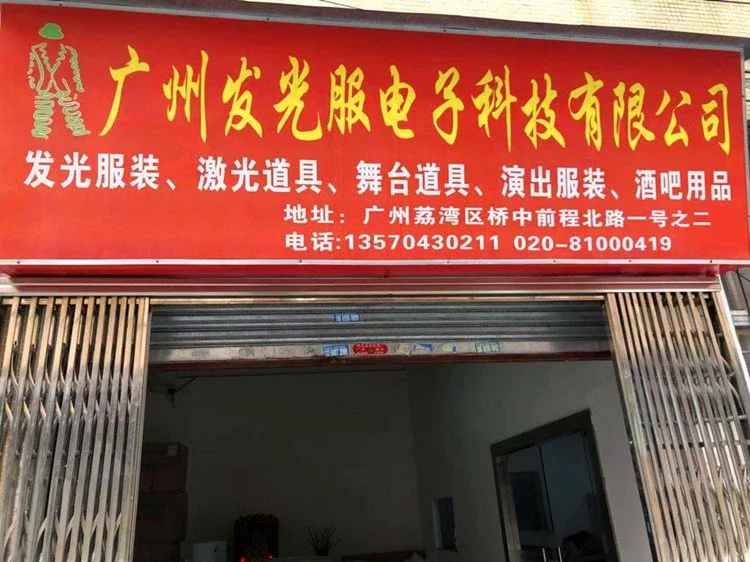 广州发光服电子科技有限公司
发光服装、激光道具、舞台道具、演出服装、酒吧用品
地址：广州荔湾区桥中前程北路一号之二
电话:13570430211 020-81000419